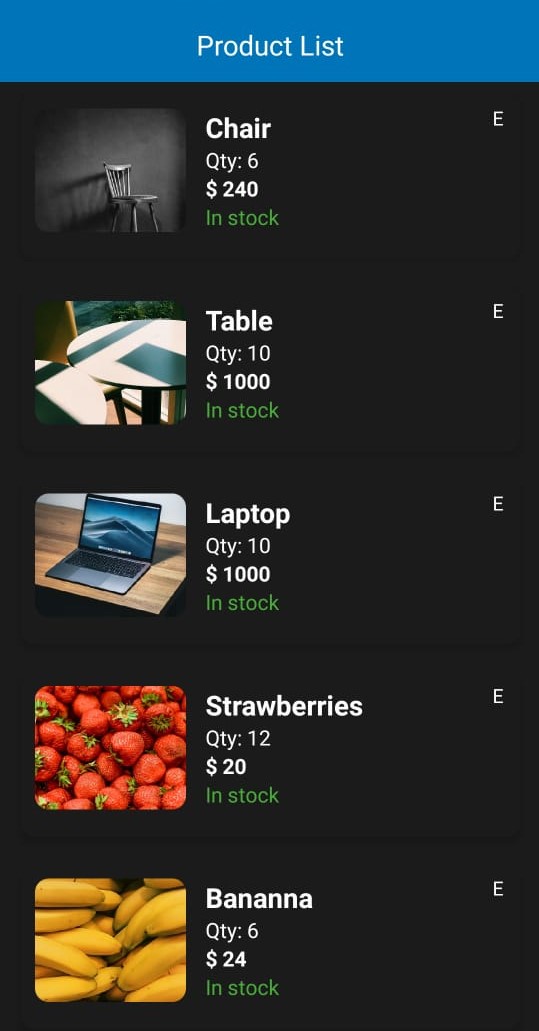 Product List
Chair
E
Qty: 6
$ 240
In stock
Table
E
Qty: 10
$ 1000
In stock
Laptop
E
Qty: 10
$ 1000
In stock
Strawberries
E
Qty: 12
$ 20
In stock
Bananna
E
Qty: 6
$ 24
In stock